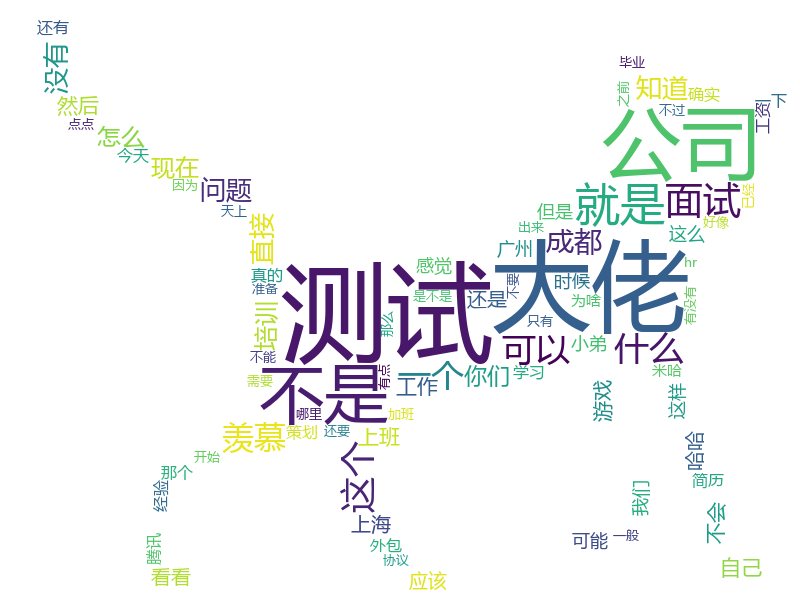 还有
没有
毕业
然后
之前
知道
确实
一下
点点
不过
工资
怎么
公司
今天
现在
因为
问题
就是
面试
已经
天上
但是
好像
直接
出来
成都
这么
广州
感觉
hr
真的
测试
大佬
不要
时候
准备
是不是
还是
为啥
有没有
培训
那么
只有
不能
可以
小弟
什么
需要
不是
有点
一个
你们
学习
米哈
工作
游戏
这样
哪里
加班
羡慕
策划
还要
上班
哈哈
开始
那个
这个
简历
经验
我们
上海
不会
腾讯
外包
可能
一般
协议
看看
应该
自己